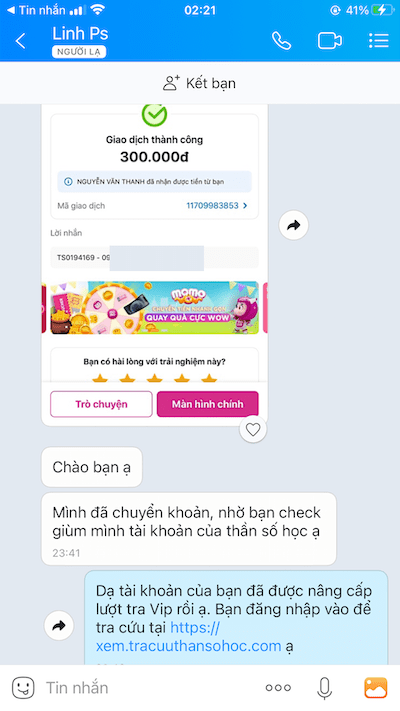 Tin nhắn
02:21
41%
Linh Ps
NGƯỜI LẠ
Kết bạn
Giao dịch thành công
300.000đ
NGUYỄN VĂN THANH đã nhận được tiền từ bạn
Mã giao dịch
11709983853
Lời nhắn
TS0194169 - 09
momo
CHUYỂN TIỀN NHANH GỌN
QUAY QUÀ CỰC WOW
Bạn có hài lòng với trải nghiệm này?
Trò chuyện
Màn hình chính
Chào bạn ạ
Mình đã chuyển khoản, nhờ bạn check
giùm mình tài khoản của thần số học ạ
23:41
Dạ tài khoản của bạn đã được nâng cấp
lượt tra Vip rồi ạ. Bạn đăng nhập vào để
tra cứu tại https://
xem.tracuuthansohoc.com ạ
Tin nhắn